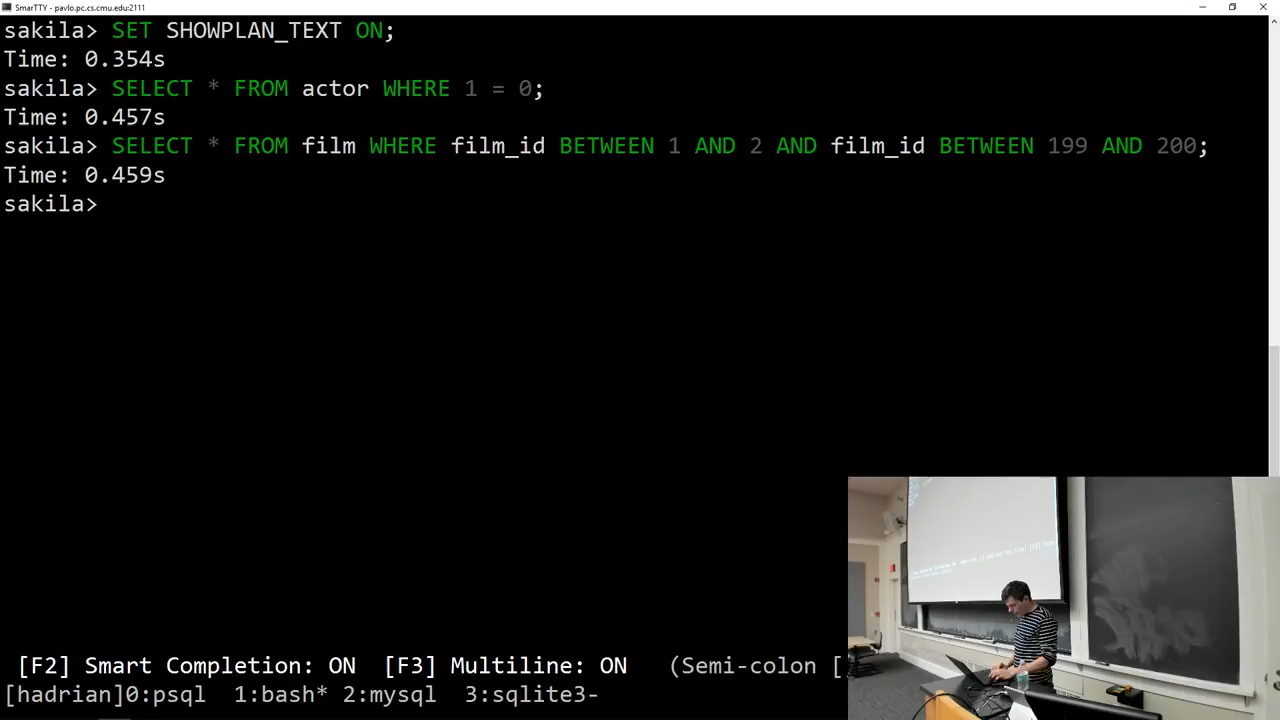 SmarTTY - pavlo.pc.cs.cmu.edu:2111
sakila> SET SHOWPLAN_TEXT ON;
Time: 0.354s
sakila> SELECT * FROM actor WHERE 1 = 0;
Time: 0.457s
sakila> SELECT * FROM film WHERE film_id BETWEEN 1 AND 2 AND film_id BETWEEN 199 AND 200;
Time: 0.459s
sakila>
[F2] Smart Completion: ON [F3] Multiline: ON (Semi-colon [
[hadrian]0:psql 1:bash* 2:mysql 3:sqlite3-